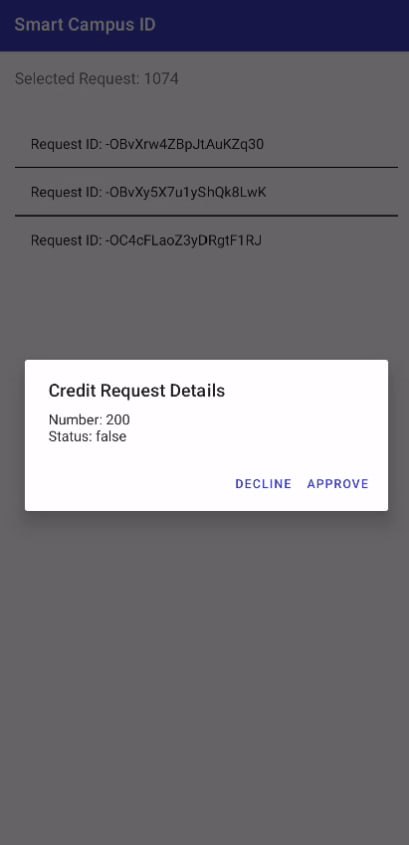 Smart Campus ID
Selected Request: 1074
Request ID: -OBvXrw4ZBpJtAuKZq30
Request ID: -OBvXy5X7u1yShQk8LwK
Request ID: -OC4cFLaoZ3yDRgtF1RJ
Credit Request Details
Number: 200
Status: false
DECLINE APPROVE